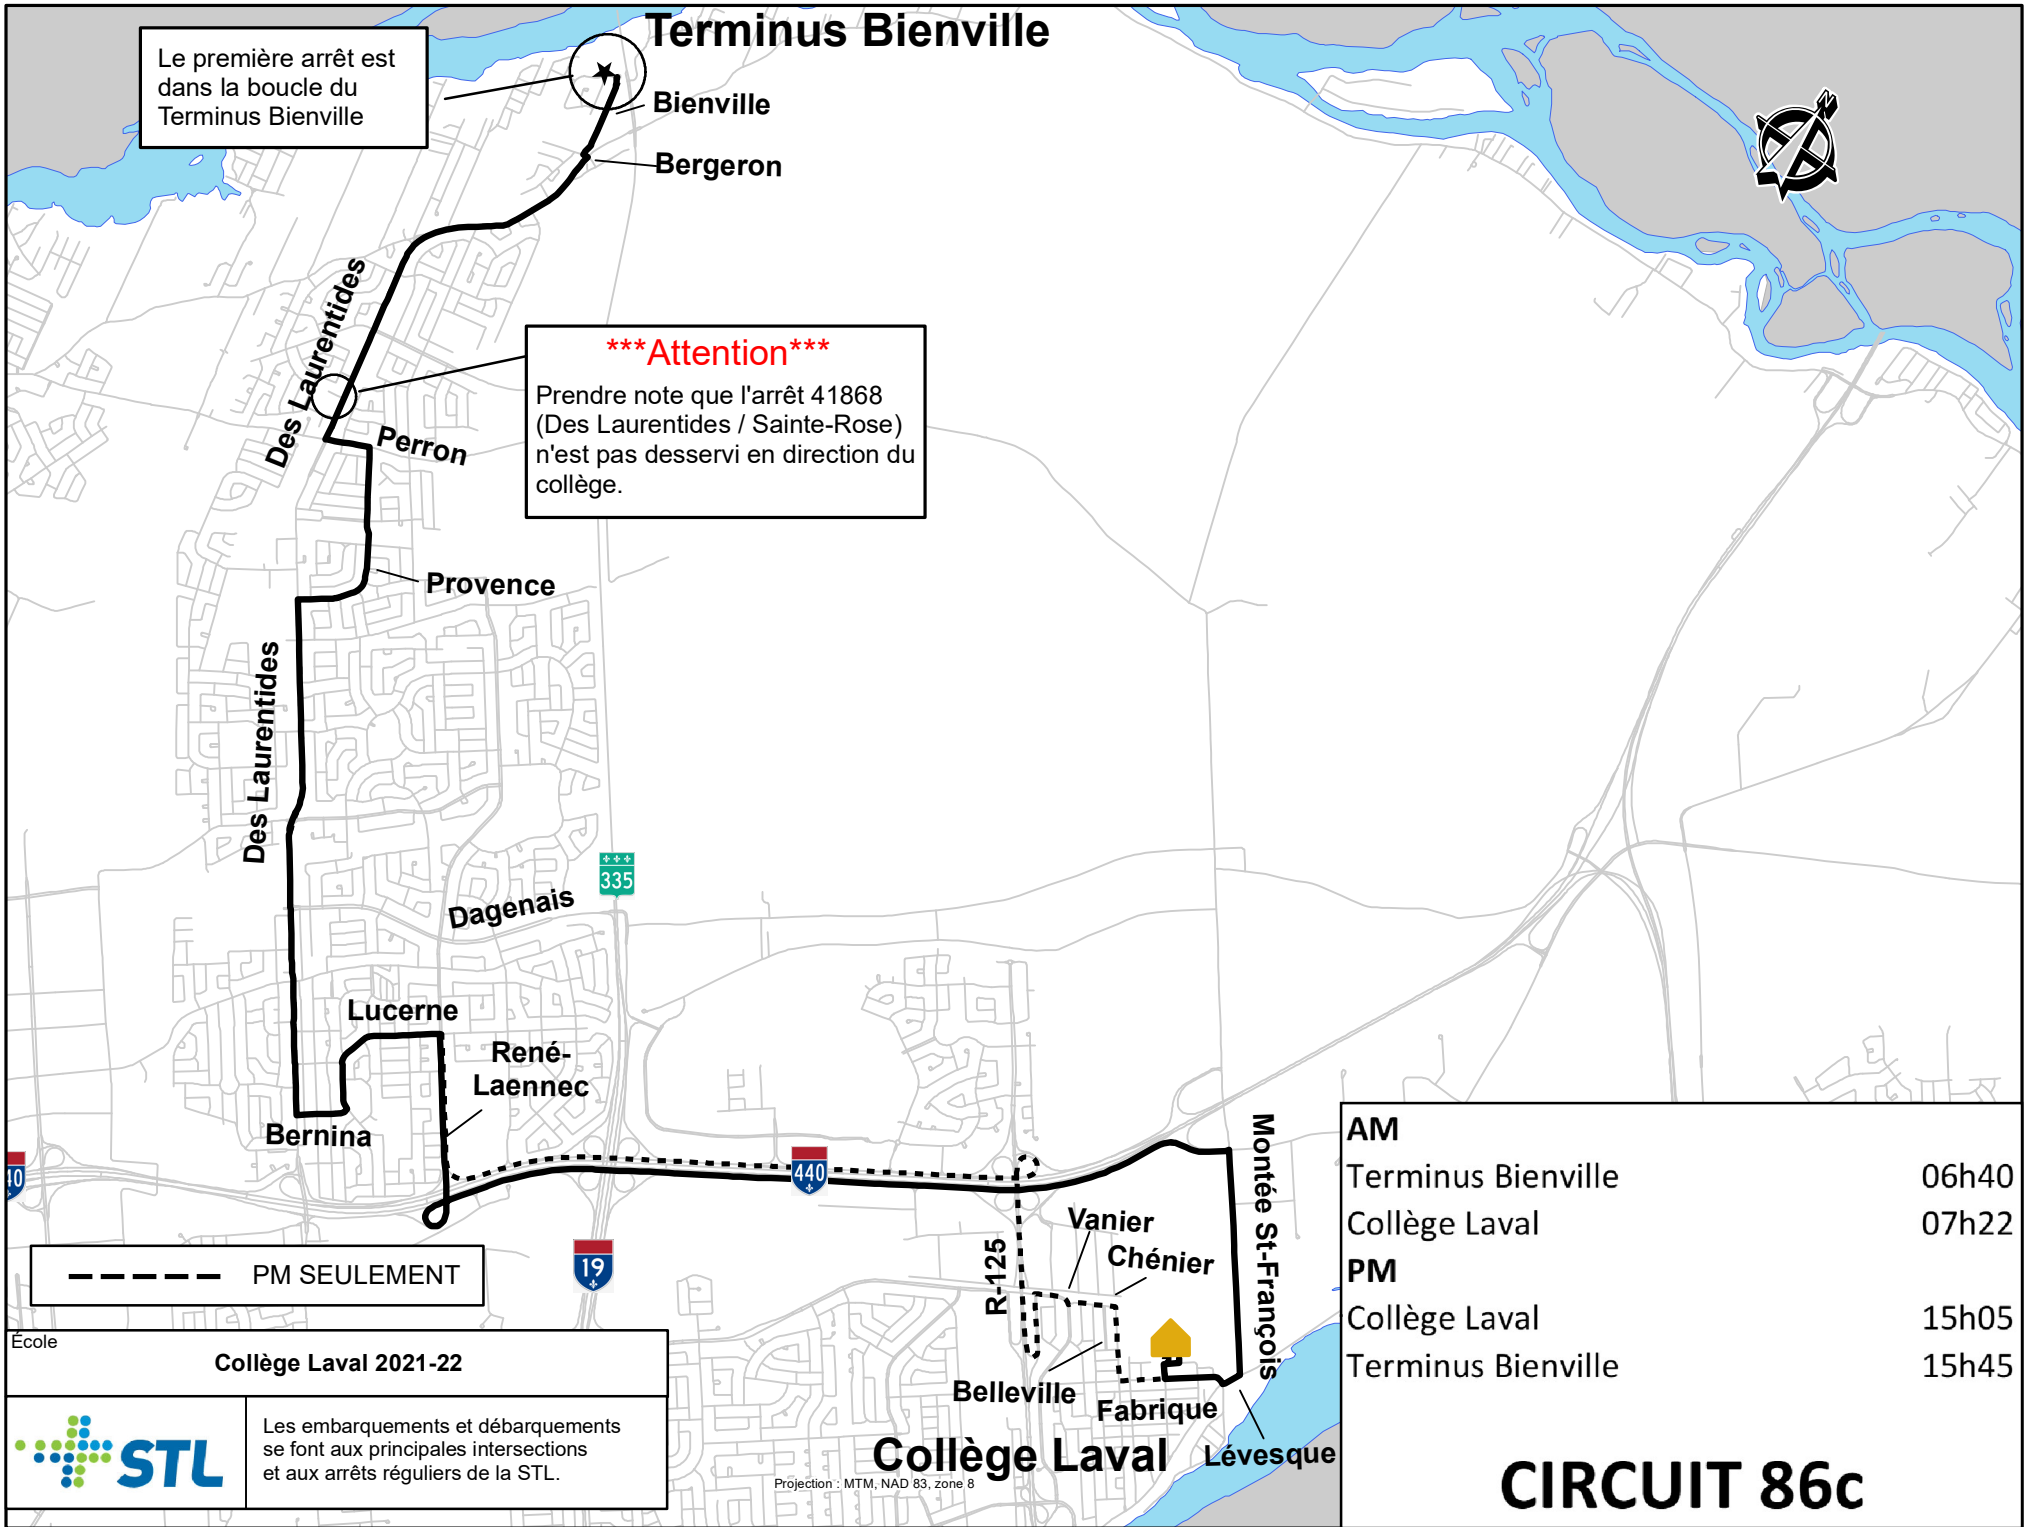 Terminus Bienville
Le première arrêt est
dans la boucle du
Terminus Bienville
Bienville
Bergeron
N
Des Laurentides
***Attention***
Prendre note que l'arrêt 41868
(Des Laurentides / Sainte-Rose)
n'est pas desservi en direction du
collège.
Perron
Provence
Des Laurentides
335
Dagenais
Lucerne
René-
Laennec
Bernina
40
440
19
R-125
Vanier
Chénier
Montée St-François
Belleville
Fabrique
Lévesque
Collège Laval
Projection : MTM, NAD 83, zone 8
PM SEULEMENT
École
Collège Laval 2021-22
STL
Les embarquements et débarquements
se font aux principales intersections
et aux arrêts réguliers de la STL.
AM
Terminus Bienville 06h40
Collège Laval 07h22
PM
Collège Laval 15h05
Terminus Bienville 15h45
CIRCUIT 86c